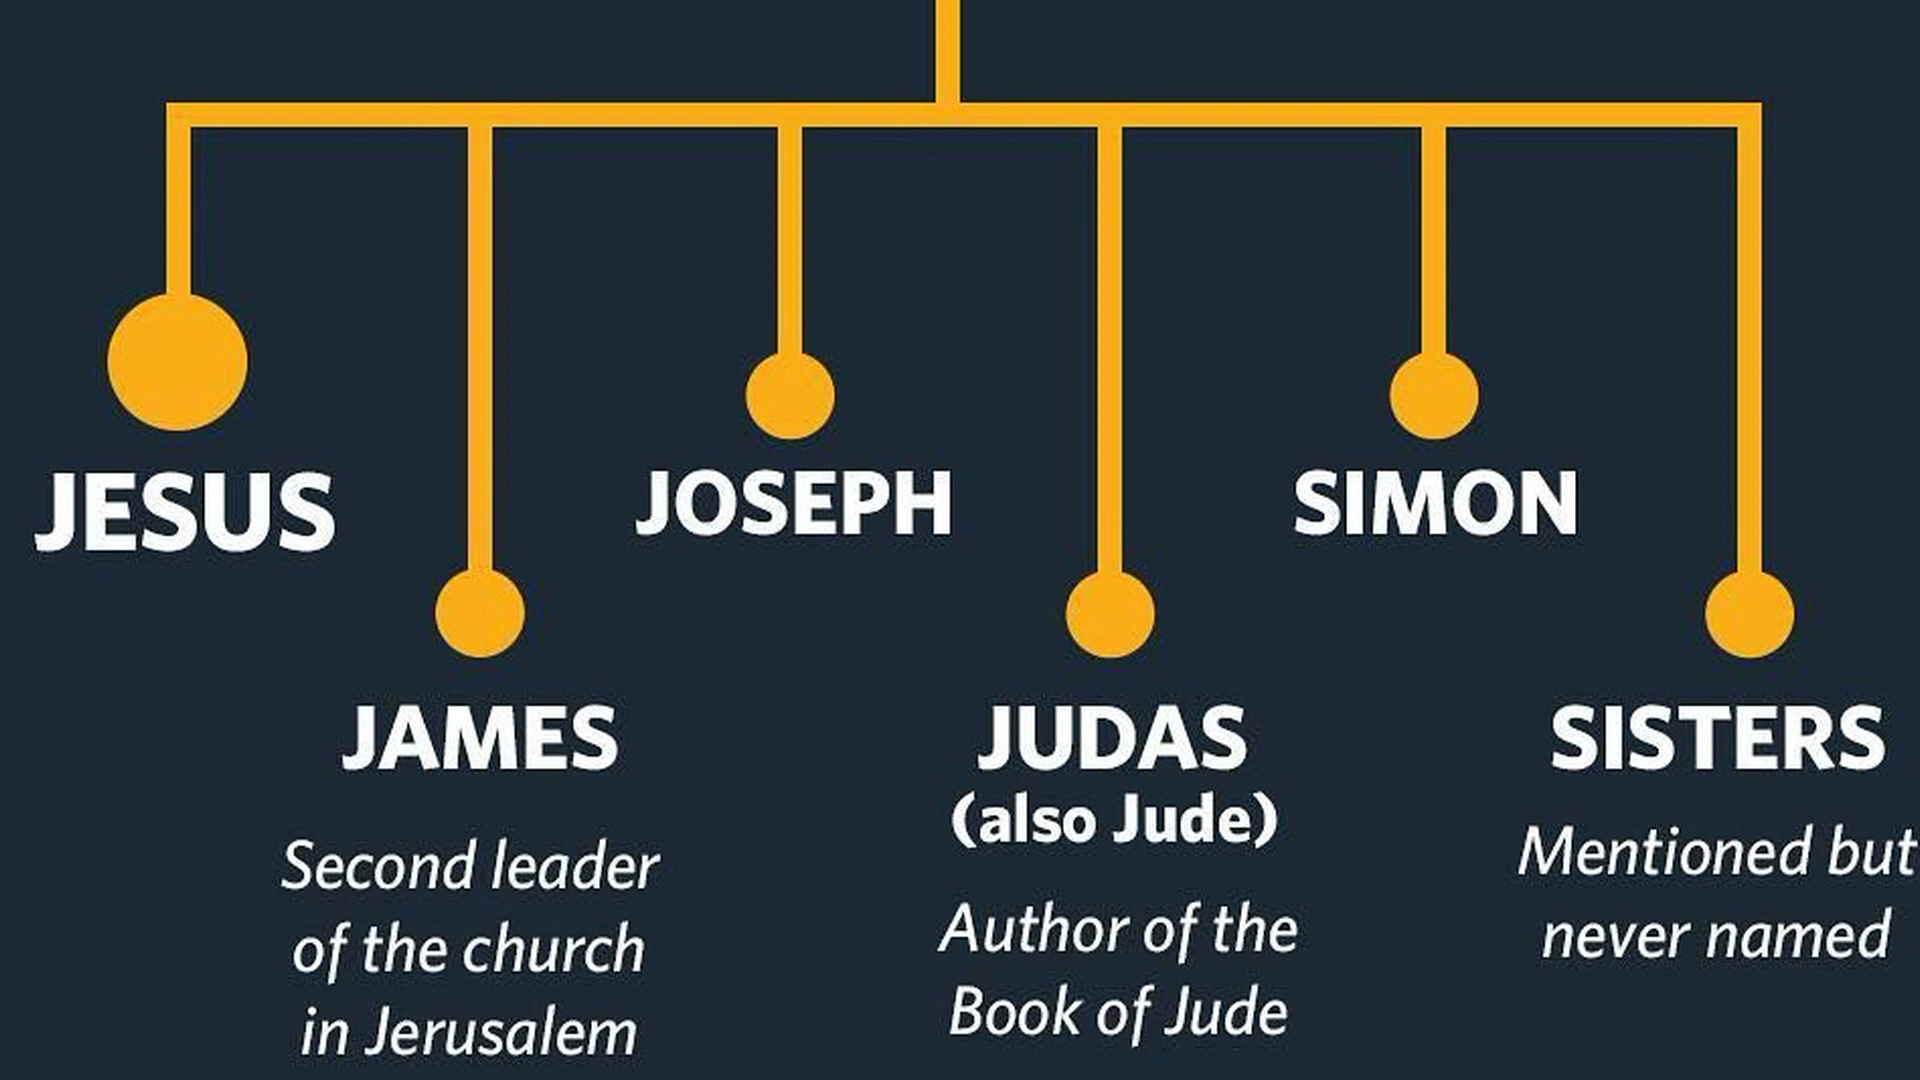 JESUS
JOSEPH
SIMON
JAMES
Second leader
of the church
in Jerusalem
JUDAS
(also Jude)
Author of the
Book of Jude
SISTERS
Mentioned but
never named